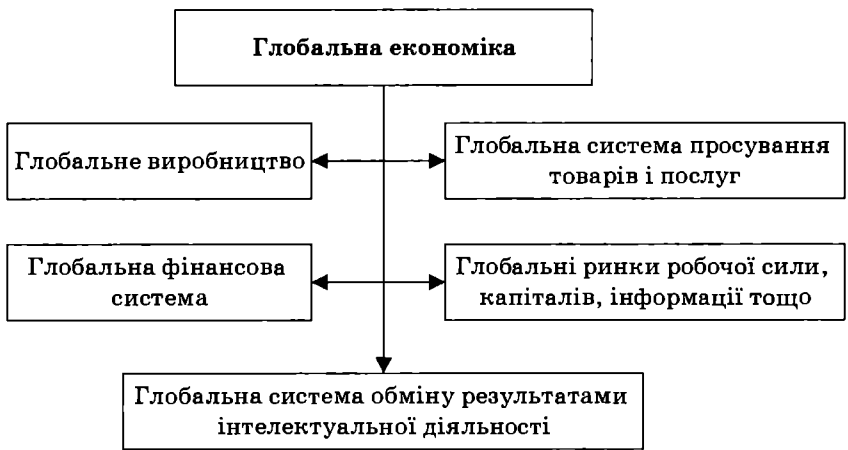 Глобальна економіка
Глобальне виробництво
Глобальна система просування
товарів і послуг
Глобальна фінансова
система
Глобальні ринки робочої сили,
капіталів, інформації тощо
Глобальна система обміну результатами
інтелектуальної діяльності